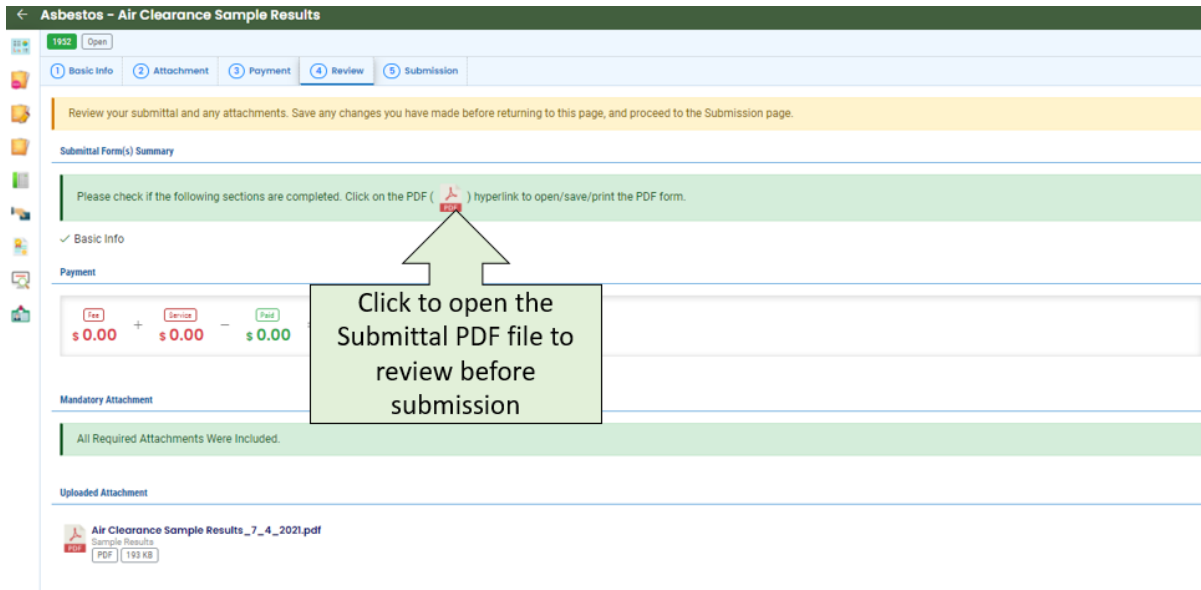 Asbestos - Air Clearance Sample Results
1952 Open
1 Basic Info 2 Attachment 3 Payment 4 Review 5 Submission
Review your submittal and any attachments. Save any changes you have made before returning to this page, and proceed to the Submission page.
Submittal Form(s) Summary
Please check if the following sections are completed. Click on the PDF ( PDF ) hyperlink to open/save/print the PDF form.
Basic Info
Payment
Fee Service Paid
$ 0.00 + $ 0.00 - $ 0.00
Click to open the
Submittal PDF file to
review before
submission
Mandatory Attachment
All Required Attachments Were Included.
Uploaded Attachment
Air Clearance Sample Results_7_4_2021.pdf
Sample Results
PDF PDF 193 KB